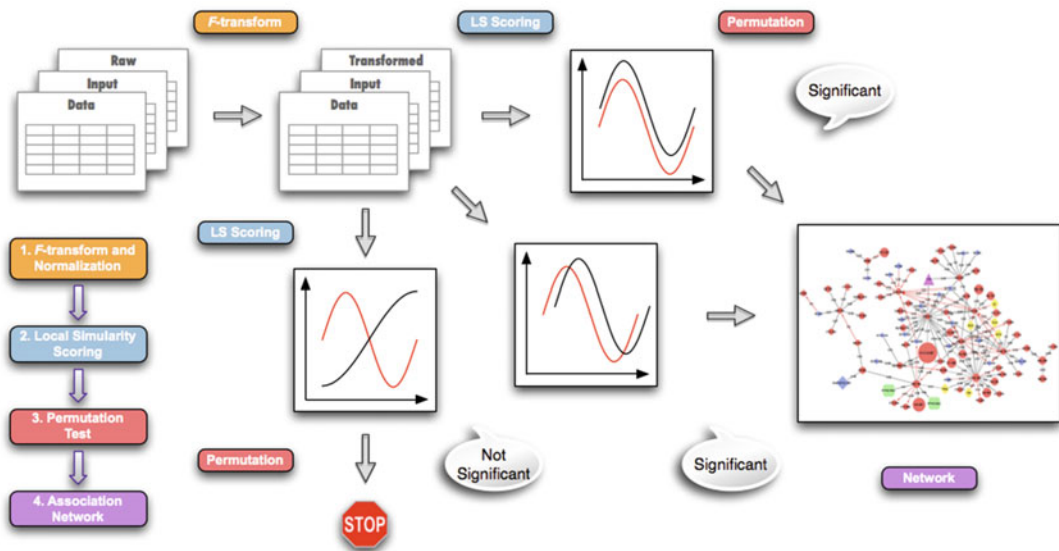 F-transform
LS Scoring
Permutation
Raw
Input
Data
Transformed
Input
Data
Significant
LS Scoring
1. F-transform and
Normalization
2. Local Simularity
Scoring
3. Permutation
Test
4. Association
Network
Permutation
STOP
Not
Significant
Significant
Network